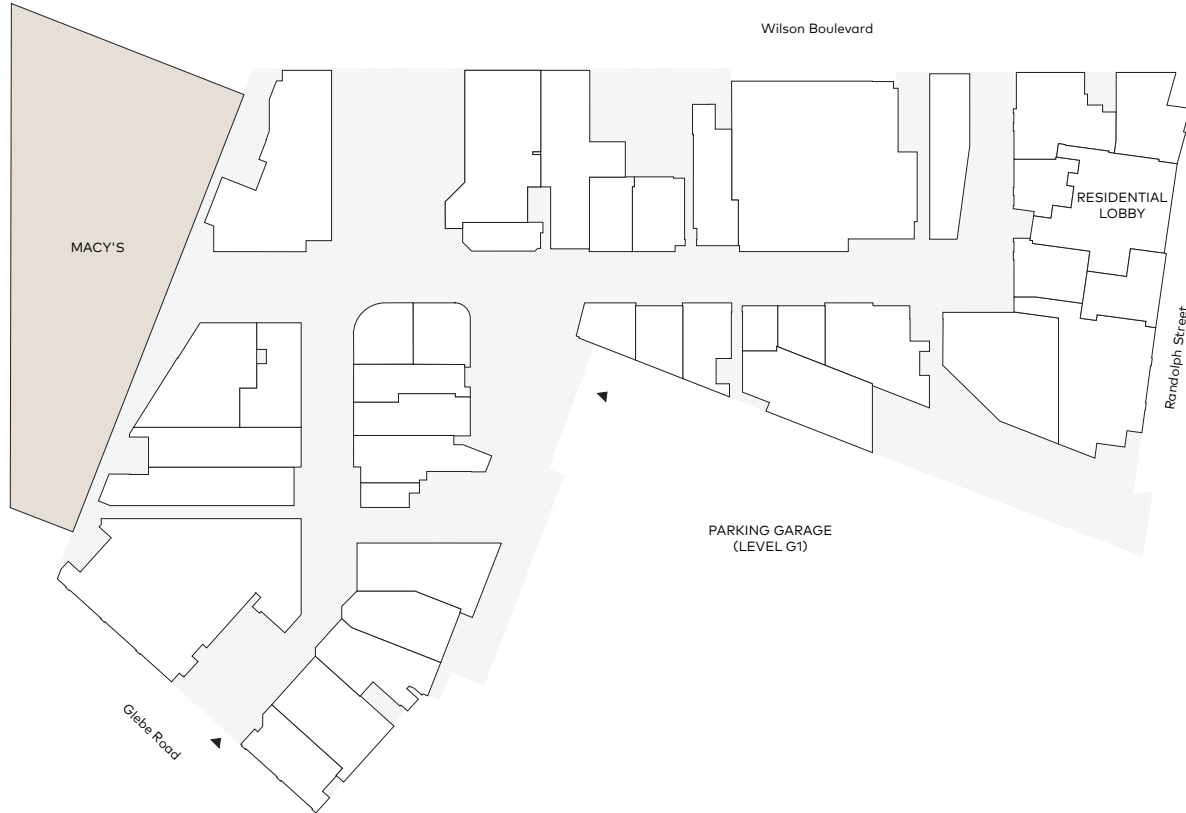 Wilson Boulevard
MACY'S
RESIDENTIAL
LOBBY
Randolph Street
PARKING GARAGE
(LEVEL G1)
Glebe Road